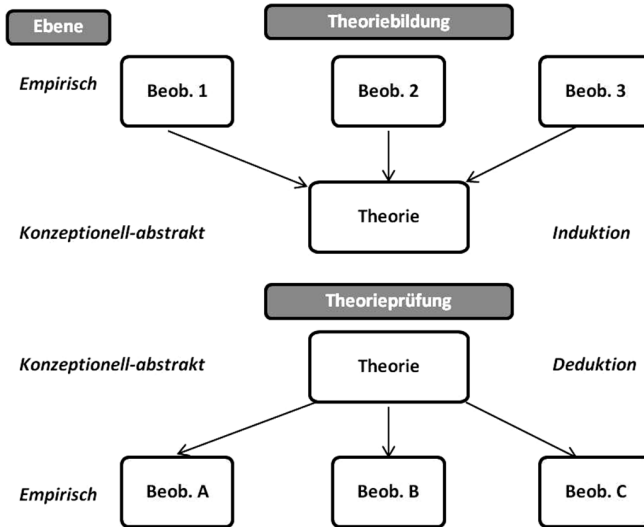 Ebene
Theoriebildung
Empirisch
Beob. 1
Beob. 2
Beob. 3
Theorie
Konzeptionell-abstrakt
Induktion
Theorieprüfung
Konzeptionell-abstrakt
Theorie
Deduktion
Empirisch
Beob. A
Beob. B
Beob. C